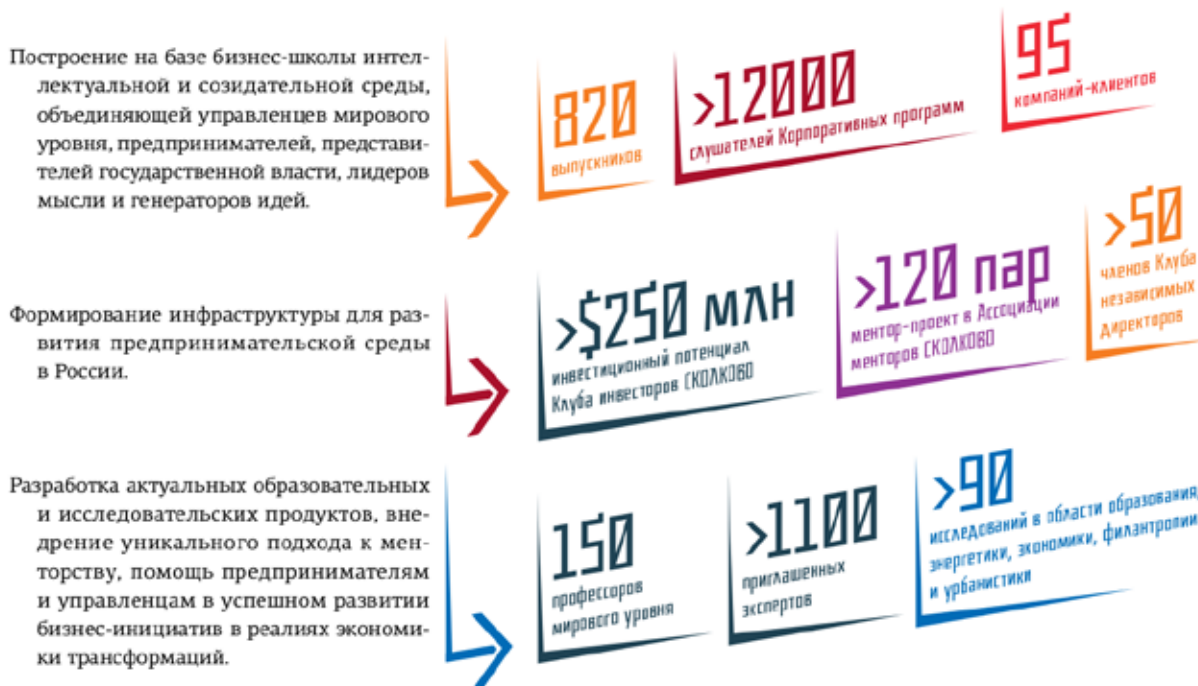 Построение на базе бизнес-школы интел-
лектуальной и созидательной среды,
объединяющей управленцев мирового
уровня, предпринимателей, представи-
телей государственной власти, лидеров
мысли и генераторов идей.
820
выпускников
>12000
слушателей Корпоративных программ
95
компаний-клиентов
Формирование инфраструктуры для раз-
вития предпринимательской среды
в России.
>$250 млн
инвестиционный потенциал
Клуба инвесторов СКОЛКОВО
>120 пар
ментор-проект в Ассоциации
менторов СКОЛКОВО
>50
членов Клуба
независимых
директоров
Разработка актуальных образовательных
и исследовательских продуктов, вне-
дрение уникального подхода к мен-
торству, помощь предпринимателям
и управленцам в успешном развитии
бизнес-инициатив в реалиях экономи-
ки трансформаций.
150
профессоров
мирового уровня
>1100
приглашенных
экспертов
>90
исследований в области образования,
энергетики, экономики, филантропии
и урбанистики